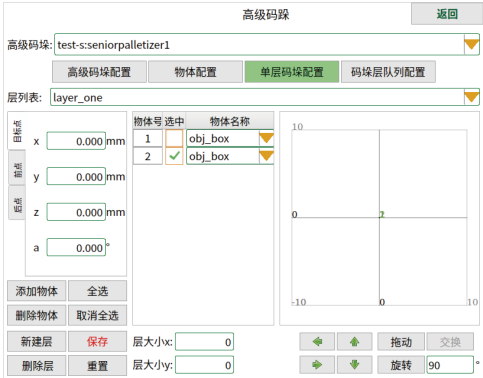 高级码跺
返回
高级码垛: test-s:seniorpalletizer1
高级码垛配置 物体配置 单层码垛配置 码垛层队列配置
层列表: layer_one
目标点
前点
后点
x 0.000 mm
y 0.000 mm
z 0.000 mm
a 0.000 °
物体号 选中 物体名称
1 obj_box
2 obj_box
10
0
-10 0 10
添加物体 全选
删除物体 取消全选
新建层 保存
删除层 重置
层大小x: 0
层大小y: 0
拖动 交换
旋转 90 °